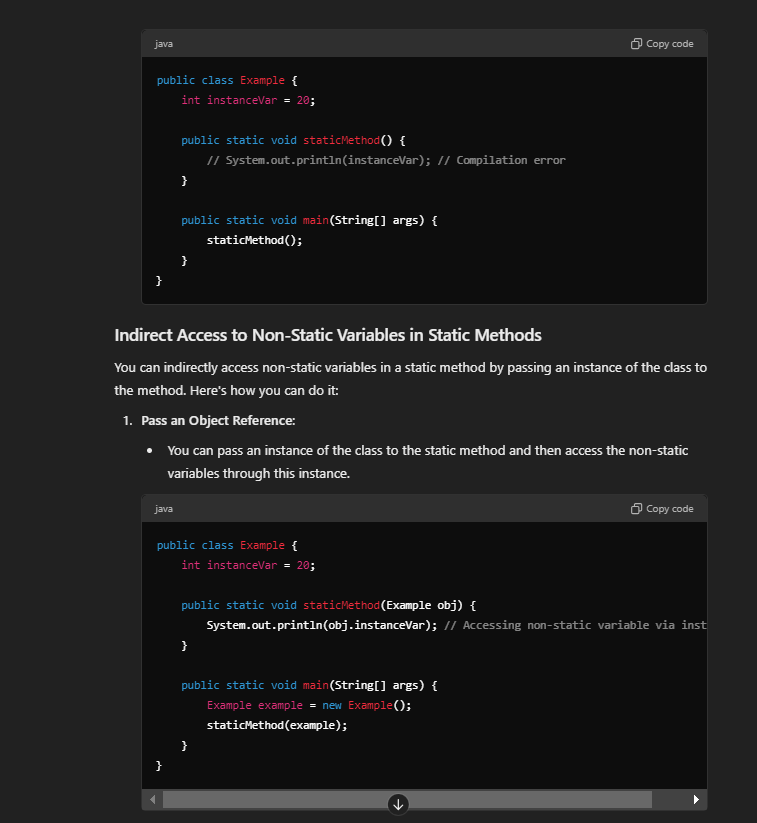 java
Copy code
public class Example {
int instanceVar = 20;
public static void staticMethod() {
// System.out.println(instanceVar); // Compilation error
}
public static void main(String[] args) {
staticMethod();
}
}
Indirect Access to Non-Static Variables in Static Methods
You can indirectly access non-static variables in a static method by passing an instance of the class to
the method. Here's how you can do it:
1. Pass an Object Reference:
• You can pass an instance of the class to the static method and then access the non-static
variables through this instance.
java
Copy code
public class Example {
int instanceVar = 20;
public static void staticMethod(Example obj) {
System.out.println(obj.instanceVar); // Accessing non-static variable via inst
}
public static void main(String[] args) {
Example example = new Example();
staticMethod(example);
}
}